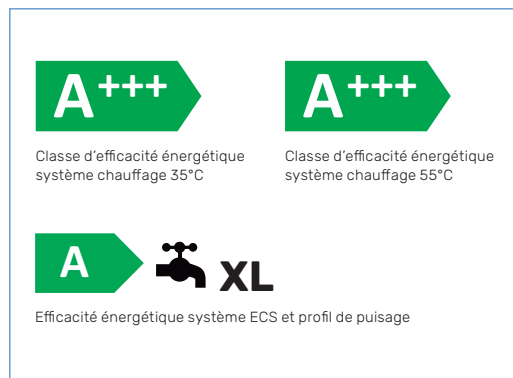 A+++ A+++
Classe d'efficacité énergétique
système chauffage 35°C
Classe d'efficacité énergétique
système chauffage 55°C
A XL
Efficacité énergétique système ECS et profil de puisage